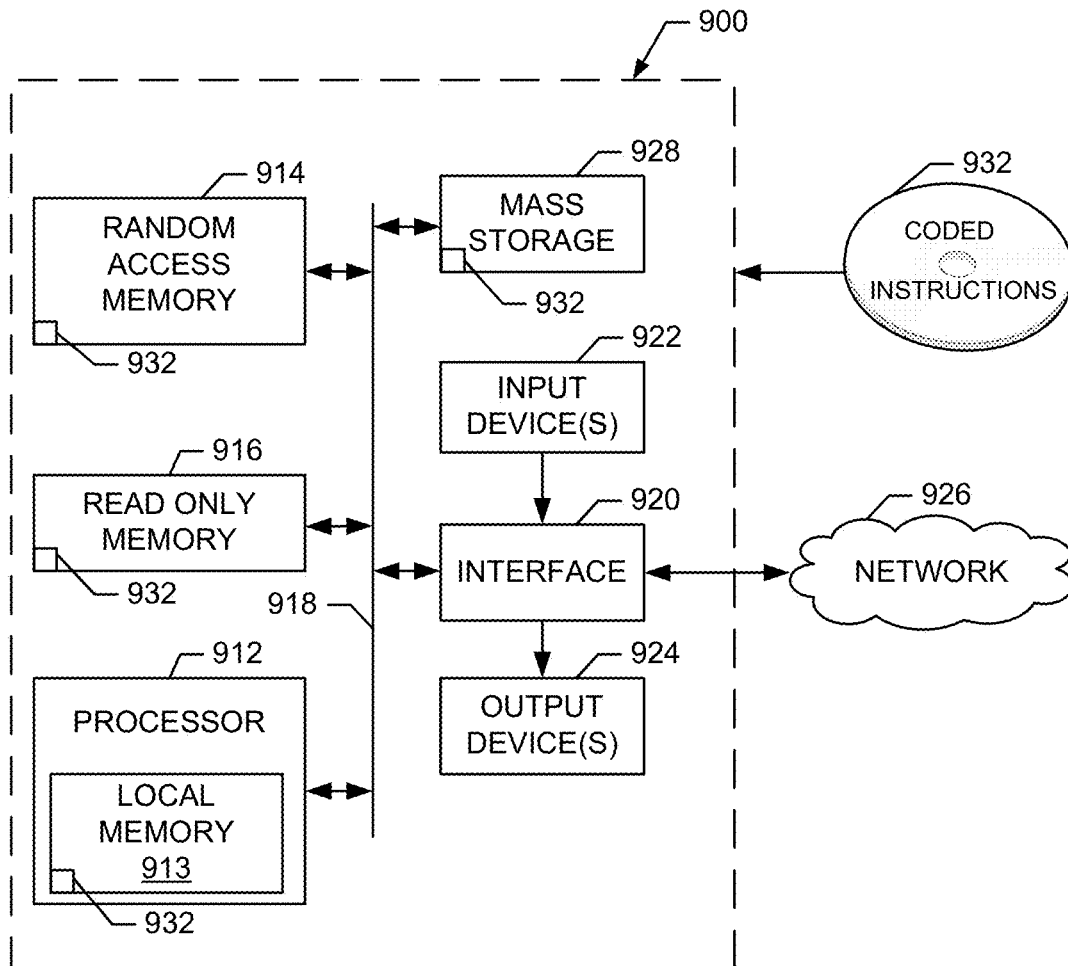 900
914
RANDOM
ACCESS
MEMORY
932
928
MASS
STORAGE
932
932
CODED
INSTRUCTIONS
922
INPUT
DEVICE(S)
916
READ ONLY
MEMORY
932
920
INTERFACE
926
NETWORK
918
912
PROCESSOR
LOCAL
MEMORY
913
932
924
OUTPUT
DEVICE(S)